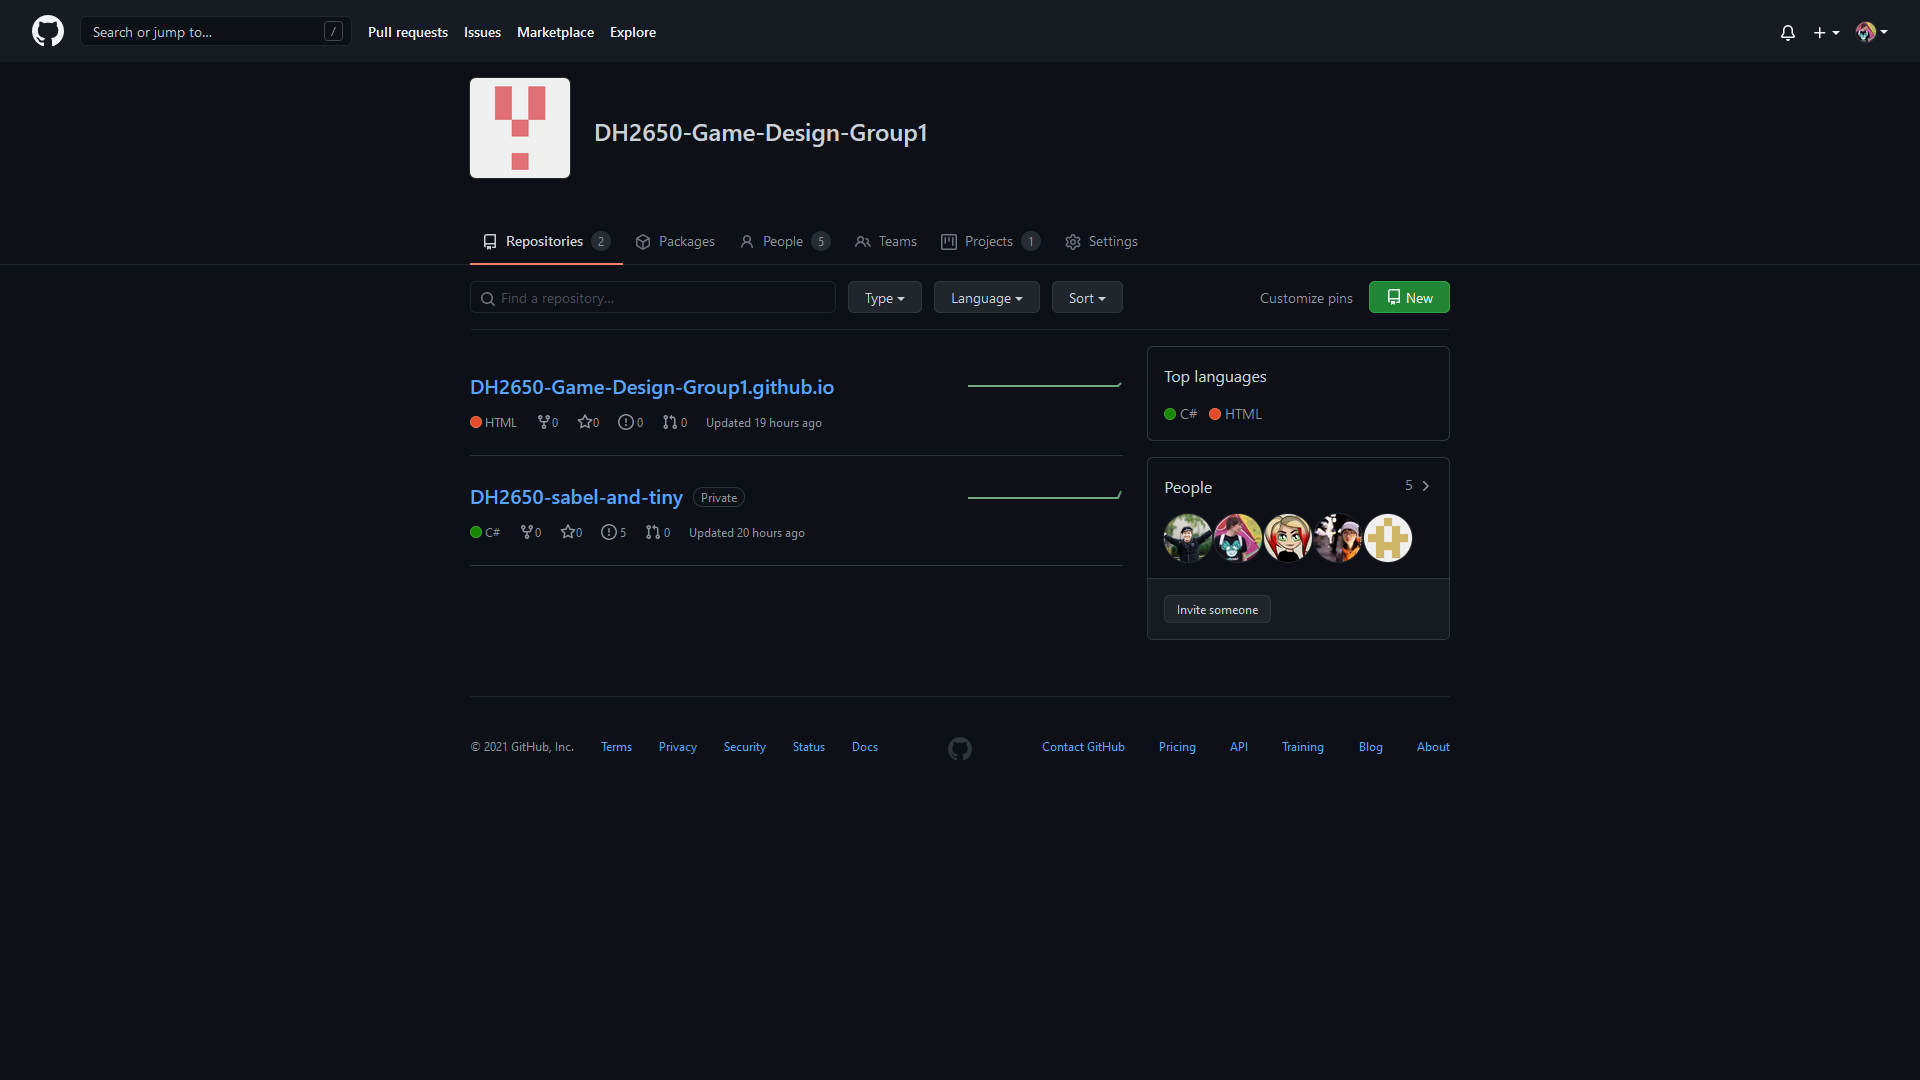 Search or jump to... / Pull requests Issues Marketplace Explore
DH2650-Game-Design-Group1
Repositories 2 Packages People 5 Teams Projects 1 Settings
Find a repository... Type Language Sort Customize pins New
DH2650-Game-Design-Group1.github.io
HTML 0 0 0 0 Updated 19 hours ago
DH2650-sabel-and-tiny Private
C# 0 0 5 0 Updated 20 hours ago
Top languages
C# HTML
People 5
Invite someone
© 2021 GitHub, Inc. Terms Privacy Security Status Docs Contact GitHub Pricing API Training Blog About